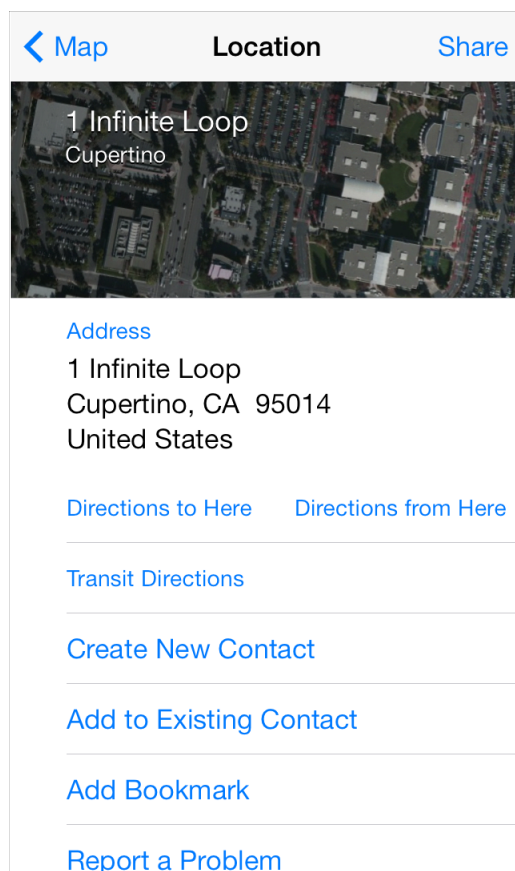 Map Location Share
1 Infinite Loop
Cupertino
Address
1 Infinite Loop
Cupertino, CA  95014
United States
Directions to Here Directions from Here
Transit Directions
Create New Contact
Add to Existing Contact
Add Bookmark
Report a Problem